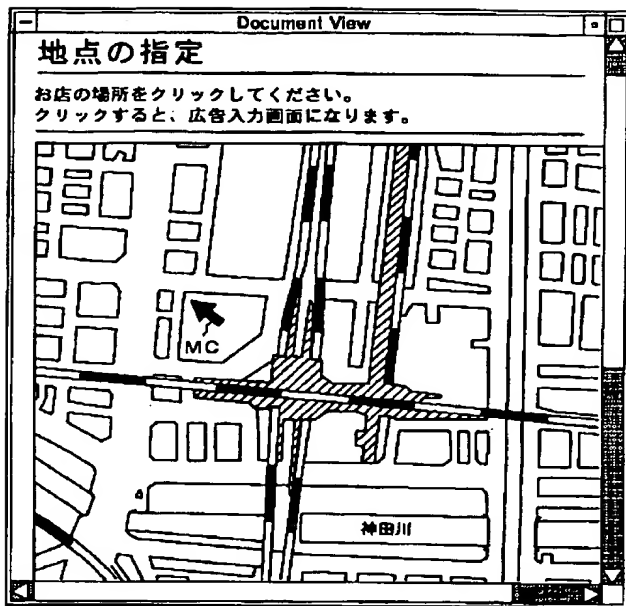 Document View
地点の指定
お店の場所をクリックしてください。
クリックすると、広告入力画面になります。
MC
神田川